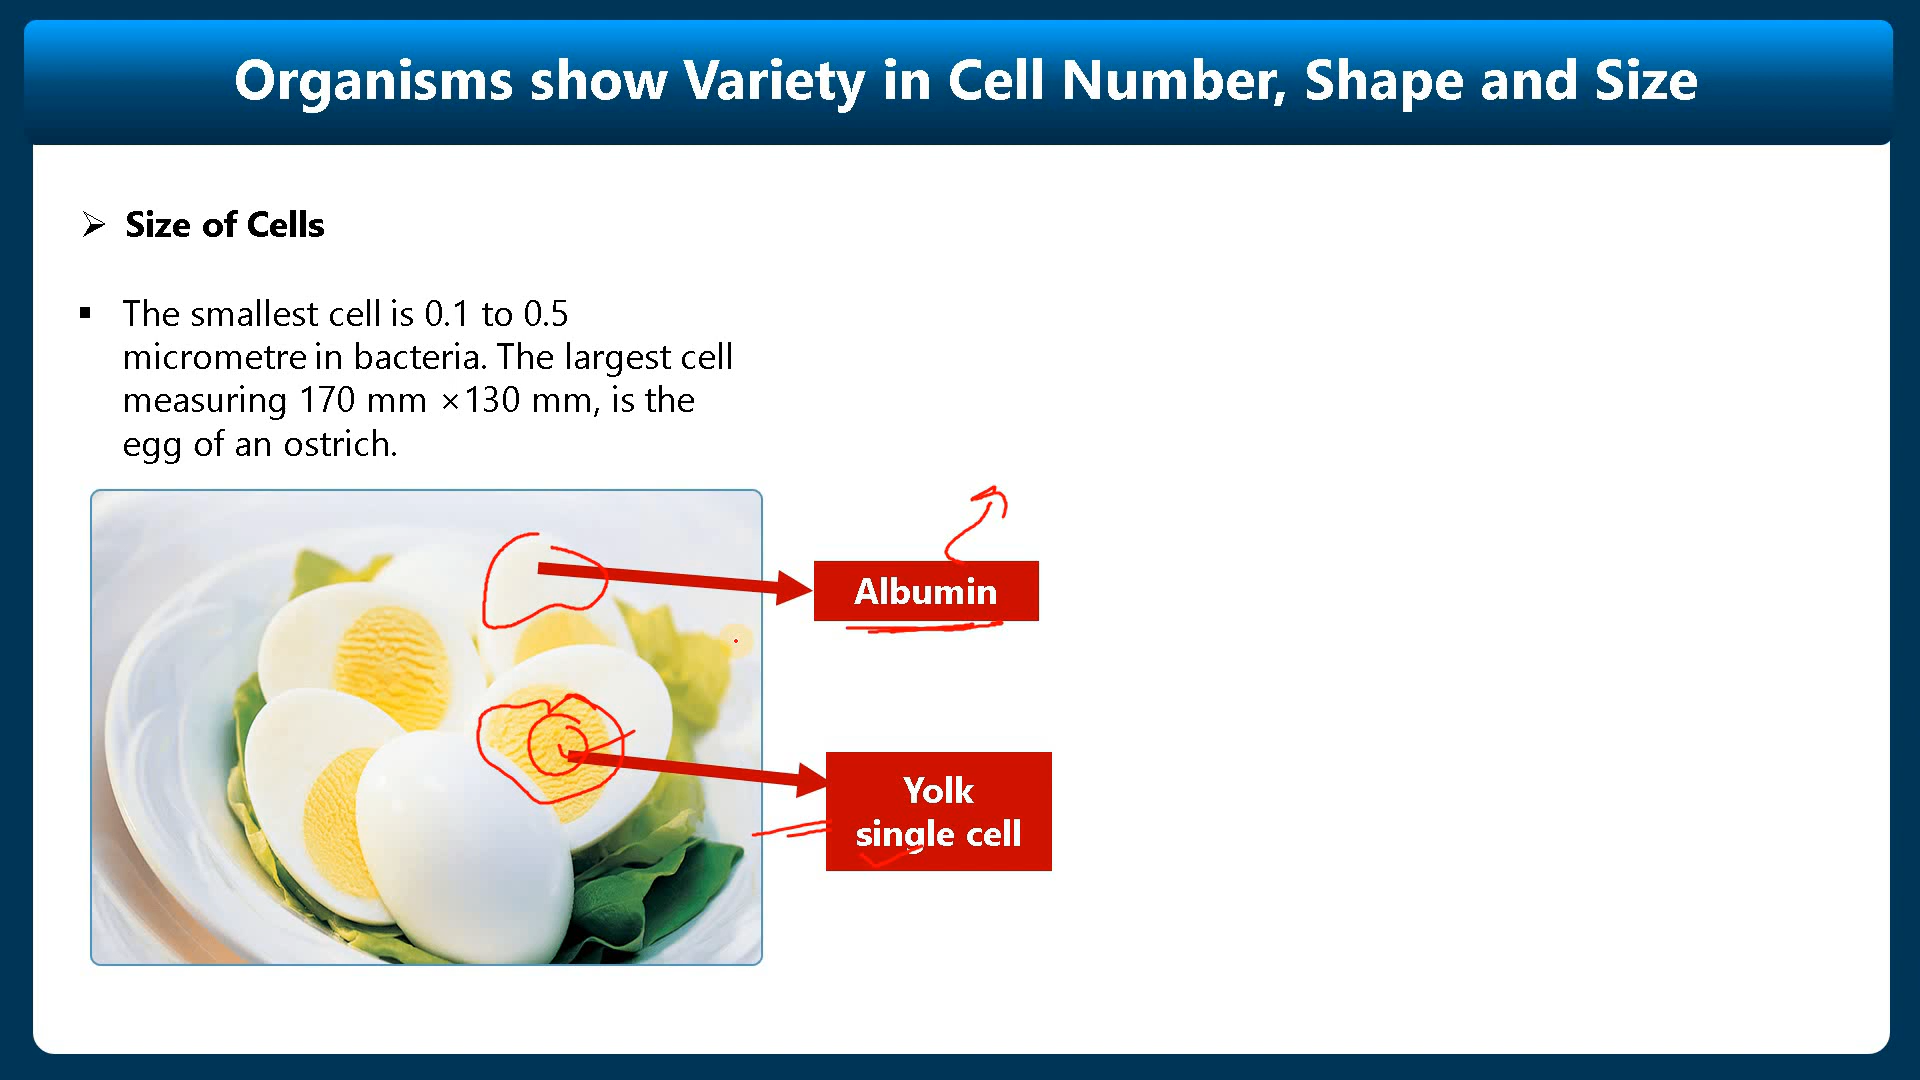 Organisms show Variety in Cell Number, Shape and Size
Size of Cells
The smallest cell is 0.1 to 0.5
micrometre in bacteria. The largest cell
measuring 170 mm ×130 mm, is the
egg of an ostrich.
Albumin
Yolk
single cell